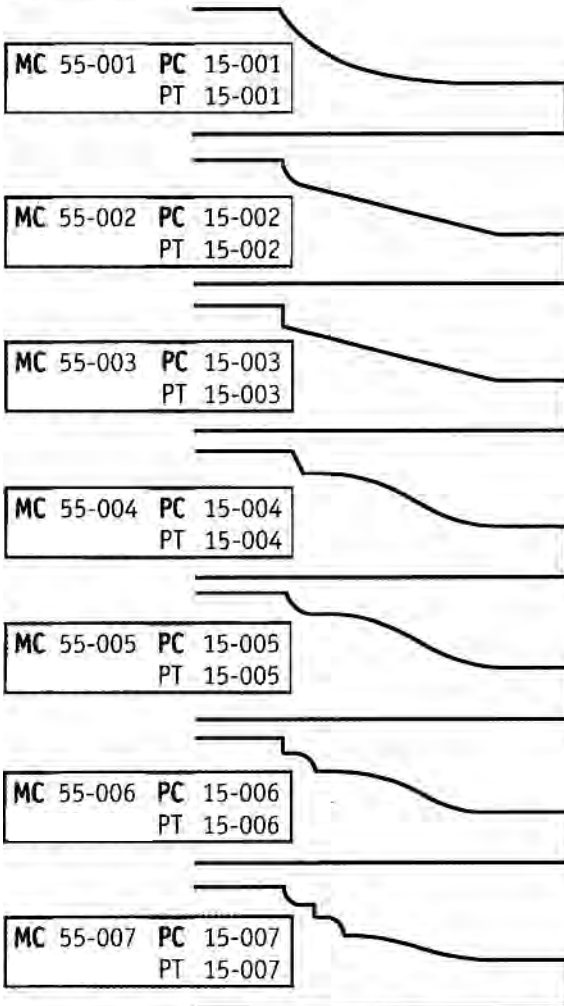 MC 55-001 PC 15-001
PT 15-001
MC 55-002 PC 15-002
PT 15-002
MC 55-003 PC 15-003
PT 15-003
MC 55-004 PC 15-004
PT 15-004
MC 55-005 PC 15-005
PT 15-005
MC 55-006 PC 15-006
PT 15-006
MC 55-007 PC 15-007
PT 15-007